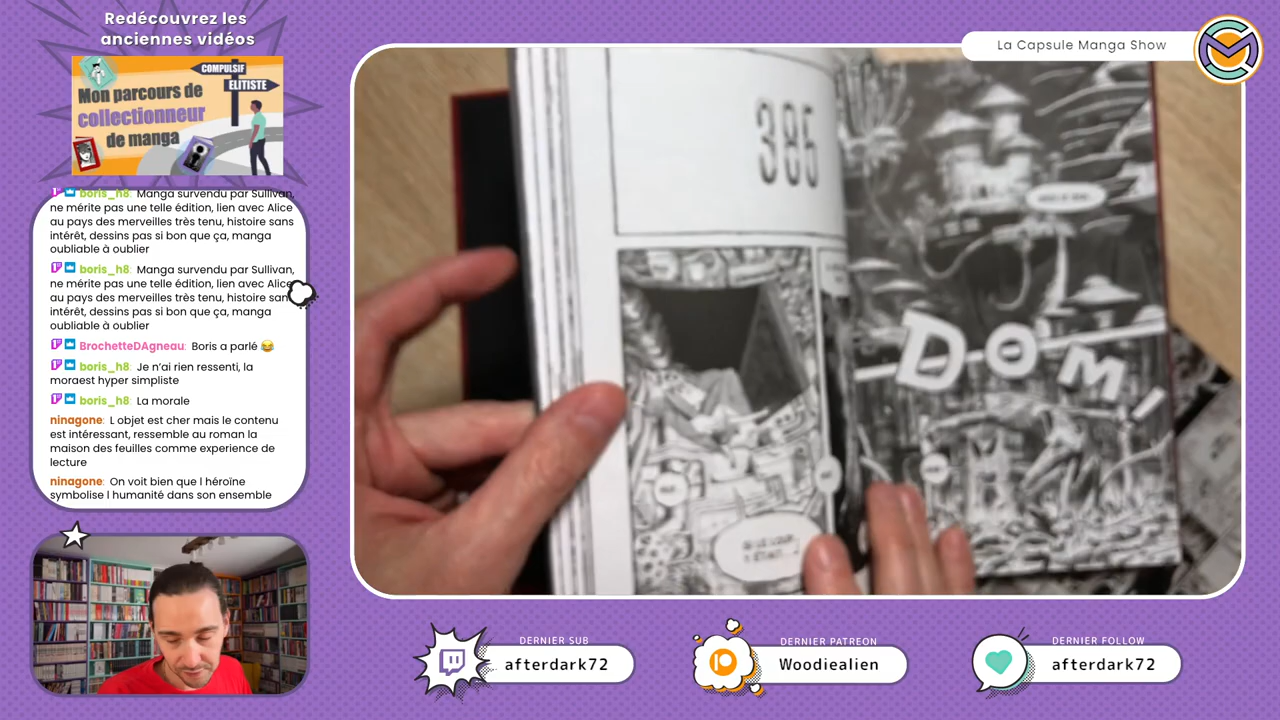 Redécouvrez les
anciennes vidéos
COMPULSIF
ELITISTE
Mon parcours de
collectionneur
de manga
boris_h8: Manga survendu par Sullivan,
ne mérite pas une telle édition, lien avec Alice
au pays des merveilles très tenu, histoire sans
intérêt, dessins pas si bon que ça, manga
oubliable à oublier
boris_h8: Manga survendu par Sullivan,
ne mérite pas une telle édition, lien avec Alice
au pays des merveilles très tenu, histoire san
intérêt, dessins pas si bon que ça, manga
oubliable à oublier
BrochetteDAgneau: Boris a parlé 😂
boris_h8: Je n'ai rien ressenti, la
moraest hyper simpliste
boris_h8: La morale
ninagone: L objet est cher mais le contenu
est intéressant, ressemble au roman la
maison des feuilles comme experience de
lecture
ninagone: On voit bien que l héroïne
symbolise l humanité dans son ensemble
La Capsule Manga Show
385
DOM!
DERNIER SUB
afterdark72
DERNIER PATREON
Woodiealien
DERNIER FOLLOW
afterdark72